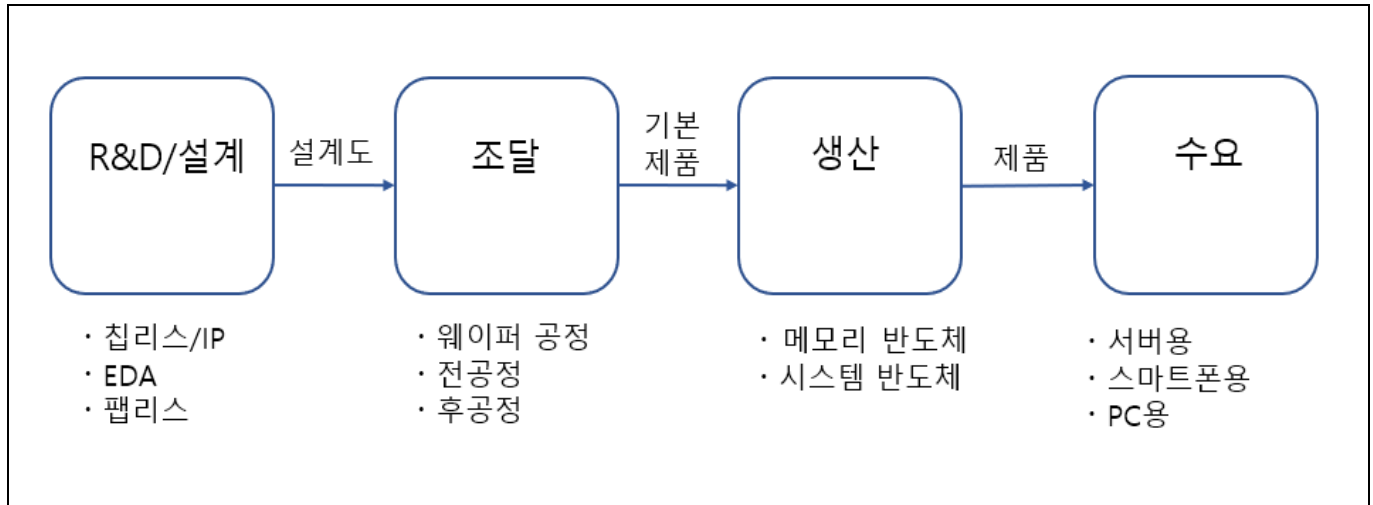 R&D/설계
설계도
조달
기본
제품
생산
제품
수요
· 칩리스/IP
· EDA
· 팹리스
· 웨이퍼 공정
· 전공정
· 후공정
· 메모리 반도체
· 시스템 반도체
· 서버용
· 스마트폰용
· PC용